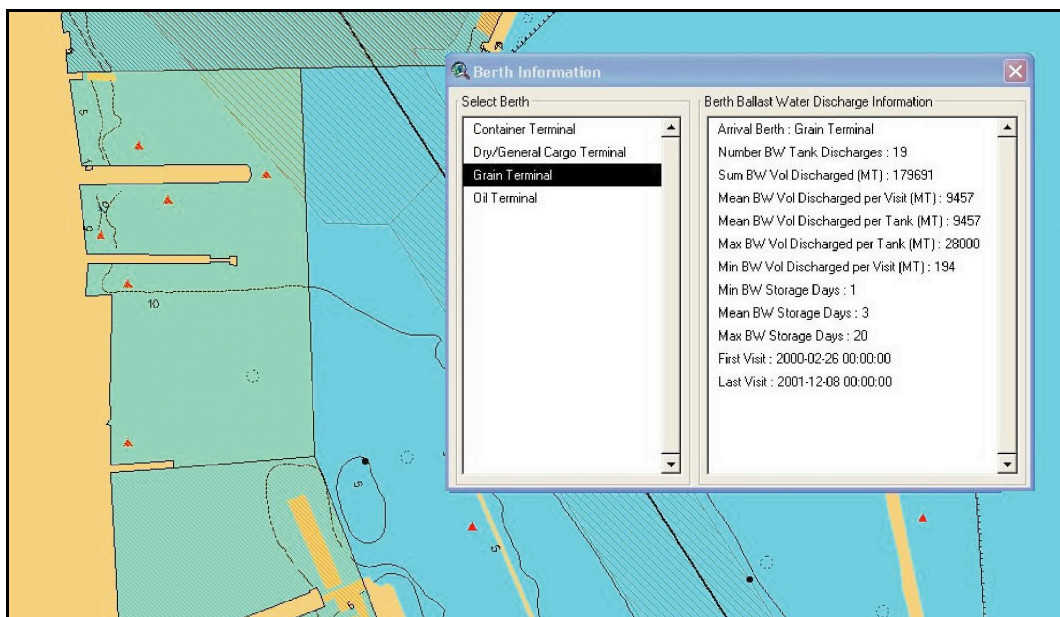 Berth Information
Select Berth
Container Terminal
Dry/General Cargo Terminal
Grain Terminal
Oil Terminal
Berth Ballast Water Discharge Information
Arrival Berth : Grain Terminal
Number BW Tank Discharges : 19
Sum BW Vol Discharged (MT) : 179691
Mean BW Vol Discharged per Visit (MT) : 9457
Mean BW Vol Discharged per Tank (MT) : 9457
Max BW Vol Discharged per Tank (MT) : 28000
Min BW Vol Discharged per Visit (MT) : 194
Min BW Storage Days : 1
Mean BW Storage Days : 3
Max BW Storage Days : 20
First Visit : 2000-02-26 00:00:00
Last Visit : 2001-12-08 00:00:00
5
10
10
5
5